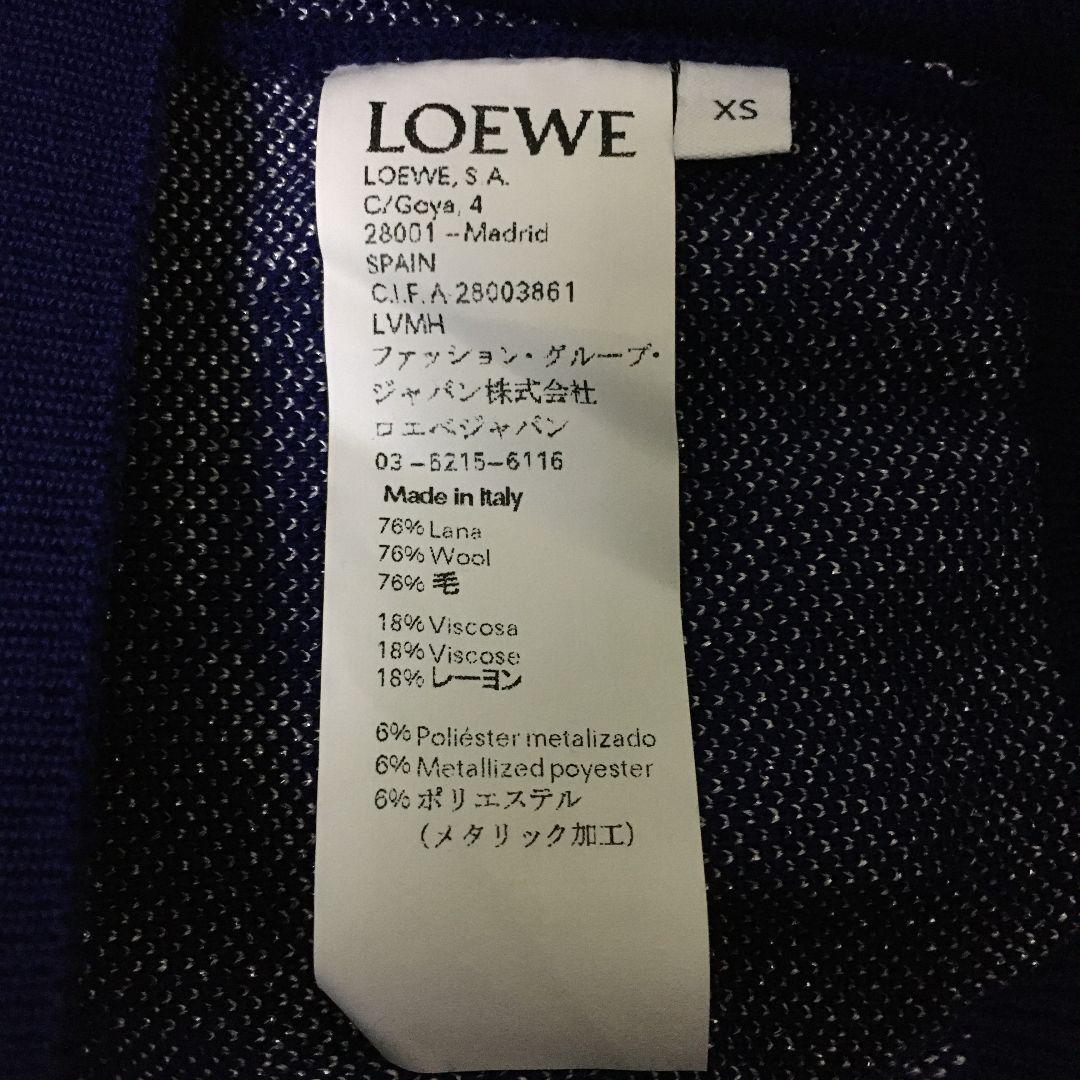 LOEWE
XS
LOEWE, S.A.
C/Goya, 4
28001 - Madrid
SPAIN
C.I.F. A-28003861
LVMH
ファッション・グループ・
ジャパン株式会社
ロエベジャパン
03-6215-6116
Made in Italy
76% Lana
76% Wool
76% 毛
18% Viscosa
18% Viscose
18% レーヨン
6% Poliéster metalizado
6% Metallized poyester
6% ポリエステル
(メタリック加工)